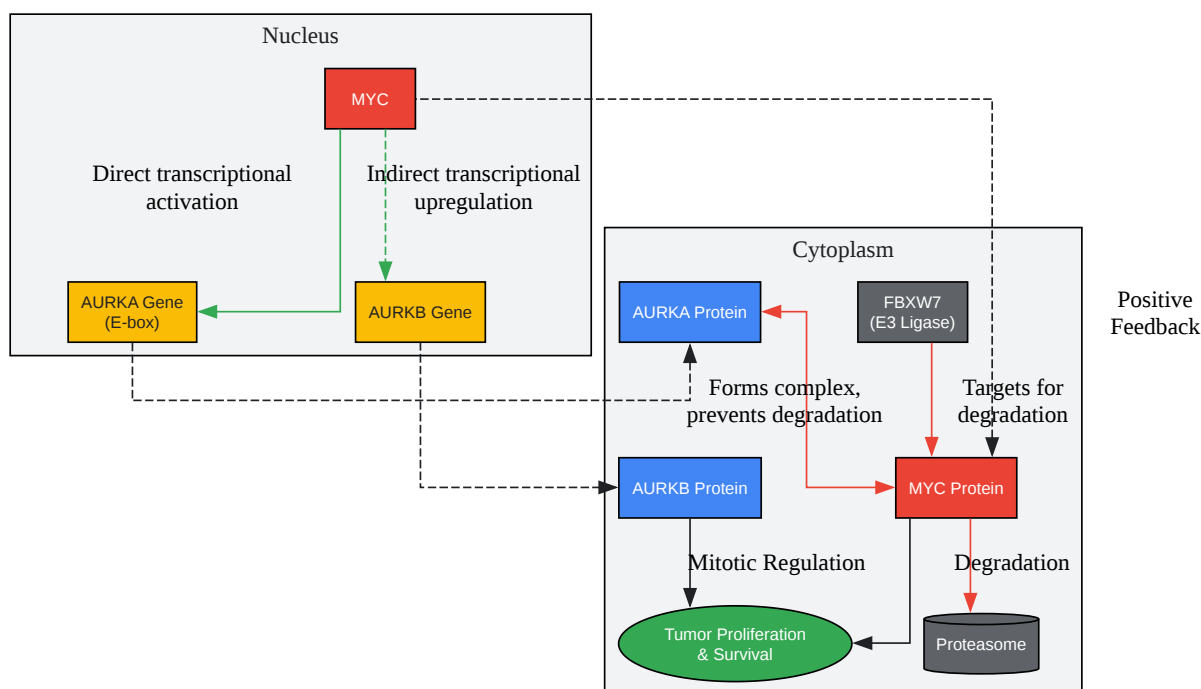 Nucleus
MYC
Direct transcriptional
activation
Indirect transcriptional
upregulation
AURKA Gene
(E-box)
AURKB Gene
Cytoplasm
AURKA Protein
FBXW7
(E3 Ligase)
Positive
Feedback
Forms complex,
prevents degradation
Targets for
degradation
AURKB Protein
MYC Protein
Mitotic Regulation
Degradation
Tumor Proliferation
& Survival
Proteasome